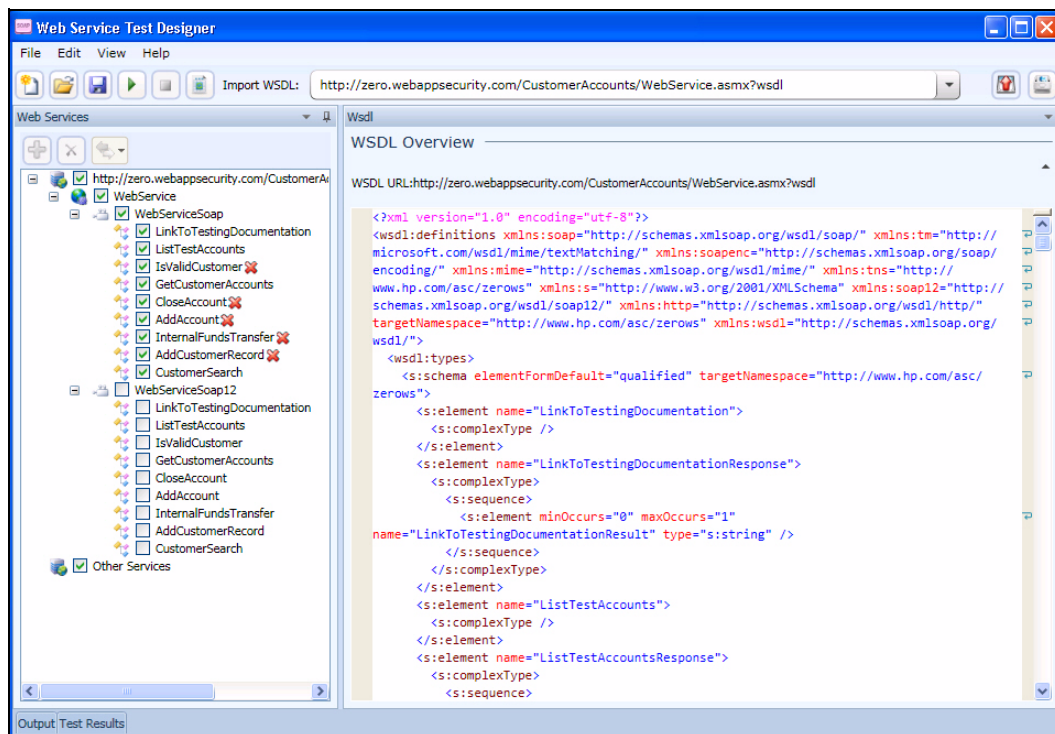 Web Service Test Designer
File Edit View Help
Import WSDL: http://zero.webappsecurity.com/CustomerAccounts/WebService.asmx?wsdl
Web Services
http://zero.webappsecurity.com/CustomerA
WebService
WebServiceSoap
LinkToTestingDocumentation
ListTestAccounts
IsValidCustomer
GetCustomerAccounts
CloseAccount
AddAccount
InternalFundsTransfer
AddCustomerRecord
CustomerSearch
WebServiceSoap12
LinkToTestingDocumentation
ListTestAccounts
IsValidCustomer
GetCustomerAccounts
CloseAccount
AddAccount
InternalFundsTransfer
AddCustomerRecord
CustomerSearch
Other Services
Wsdl
WSDL Overview
WSDL URL:http://zero.webappsecurity.com/CustomerAccounts/WebService.asmx?wsdl
<?xml version="1.0" encoding="utf-8"?>
<wsdl:definitions xmlns:soap="http://schemas.xmlsoap.org/wsdl/soap/" xmlns:tm="http://
microsoft.com/wsdl/mime/textMatching/" xmlns:soapenc="http://schemas.xmlsoap.org/soap/
encoding/" xmlns:mime="http://schemas.xmlsoap.org/wsdl/mime/" xmlns:tns="http://
www.hp.com/asc/zerows" xmlns:s="http://www.w3.org/2001/XMLSchema" xmlns:soap12="http://
schemas.xmlsoap.org/wsdl/soap12/" xmlns:http="http://schemas.xmlsoap.org/wsdl/http/"
targetNamespace="http://www.hp.com/asc/zerows" xmlns:wsdl="http://schemas.xmlsoap.org/
wsdl/">
<wsdl:types>
<s:schema elementFormDefault="qualified" targetNamespace="http://www.hp.com/asc/
zerows">
<s:element name="LinkToTestingDocumentation">
<s:complexType />
</s:element>
<s:element name="LinkToTestingDocumentationResponse">
<s:complexType>
<s:sequence>
<s:element minOccurs="0" maxOccurs="1"
name="LinkToTestingDocumentationResult" type="s:string" />
</s:sequence>
</s:complexType>
</s:element>
<s:element name="ListTestAccounts">
<s:complexType />
</s:element>
<s:element name="ListTestAccountsResponse">
<s:complexType>
<s:sequence>
Output Test Results